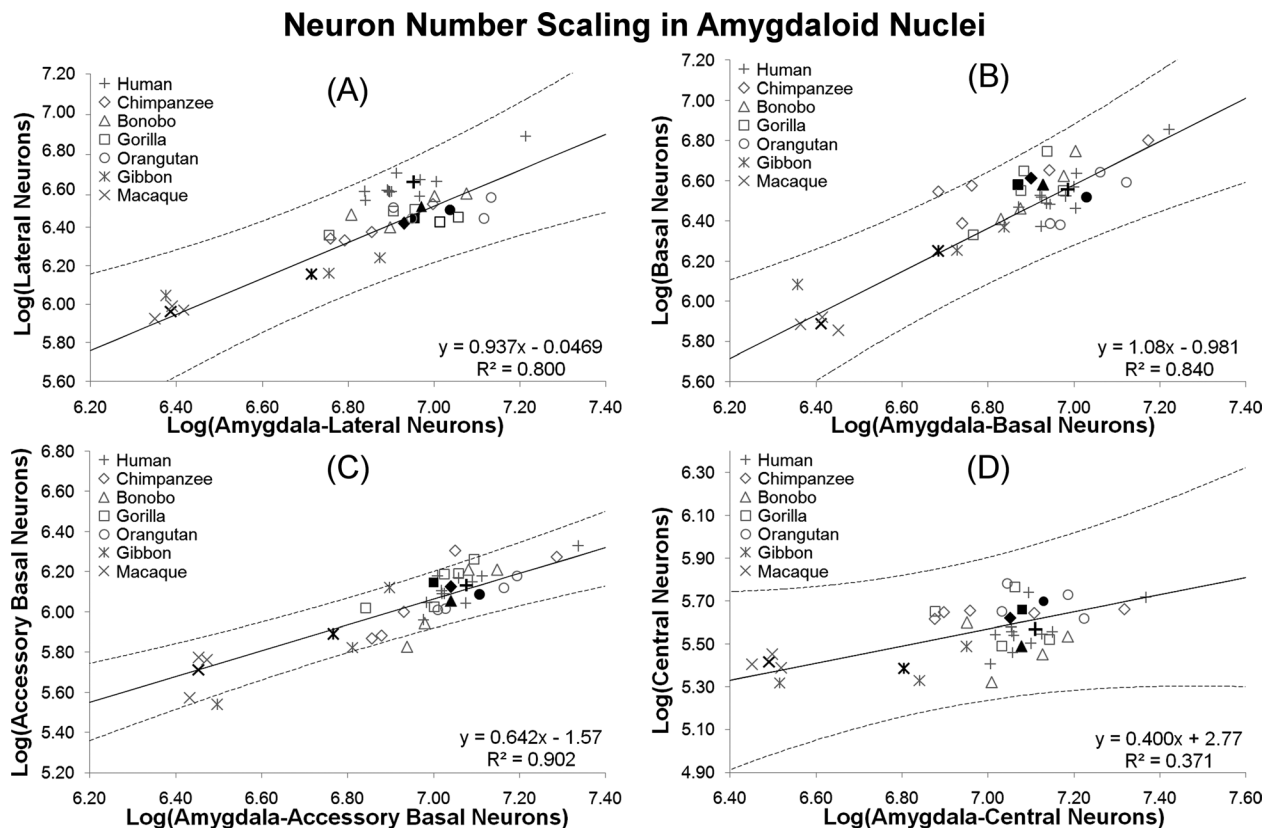 Neuron Number Scaling in Amygdaloid Nuclei
(A)
Log(Lateral Neurons)
7.20
7.00
6.80
6.60
6.40
6.20
6.00
5.80
5.60
+ Human
◇ Chimpanzee
△ Bonobo
□ Gorilla
○ Orangutan
Gibbon
× Macaque
y = 0.937x - 0.0469
R² = 0.800
6.20 6.40 6.60 6.80 7.00 7.20 7.40
Log(Amygdala-Lateral Neurons)
(B)
Log(Basal Neurons)
7.20
7.00
6.80
6.60
6.40
6.20
6.00
5.80
5.60
Human
Chimpanzee
Bonobo
Gorilla
Orangutan
Gibbon
Macaque
y = 1.08x - 0.981
R² = 0.840
6.20 6.40 6.60 6.80 7.00 7.20 7.40
Log(Amygdala-Basal Neurons)
(C)
Log(Accessory Basal Neurons)
6.80
6.60
6.40
6.20
6.00
5.80
5.60
5.40
5.20
Human
Chimpanzee
Bonobo
Gorilla
Orangutan
Gibbon
Macaque
y = 0.642x - 1.57
R² = 0.902
6.20 6.40 6.60 6.80 7.00 7.20 7.40
Log(Amygdala-Accessory Basal Neurons)
(D)
Log(Central Neurons)
6.30
6.10
5.90
5.70
5.50
5.30
5.10
4.90
Human
Chimpanzee
Bonobo
Gorilla
Orangutan
Gibbon
Macaque
y = 0.400x + 2.77
R² = 0.371
6.40 6.60 6.80 7.00 7.20 7.40 7.60
Log(Amygdala-Central Neurons)